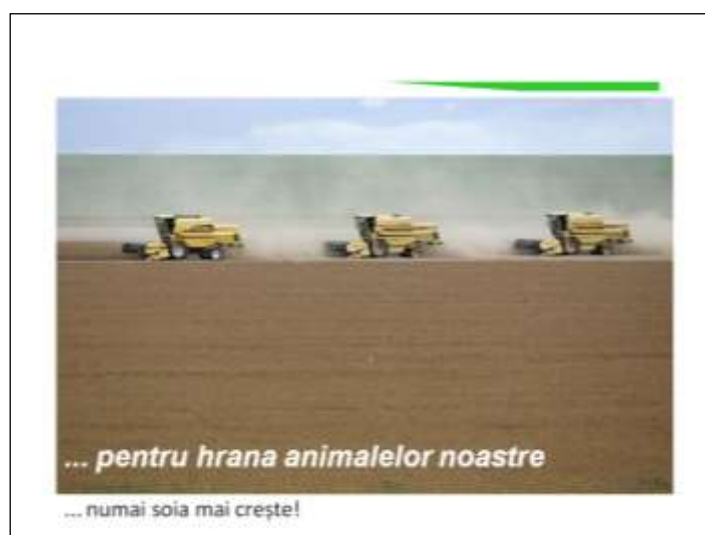 ... pentru hrana animalelor noastre
... numai soia mai crește!